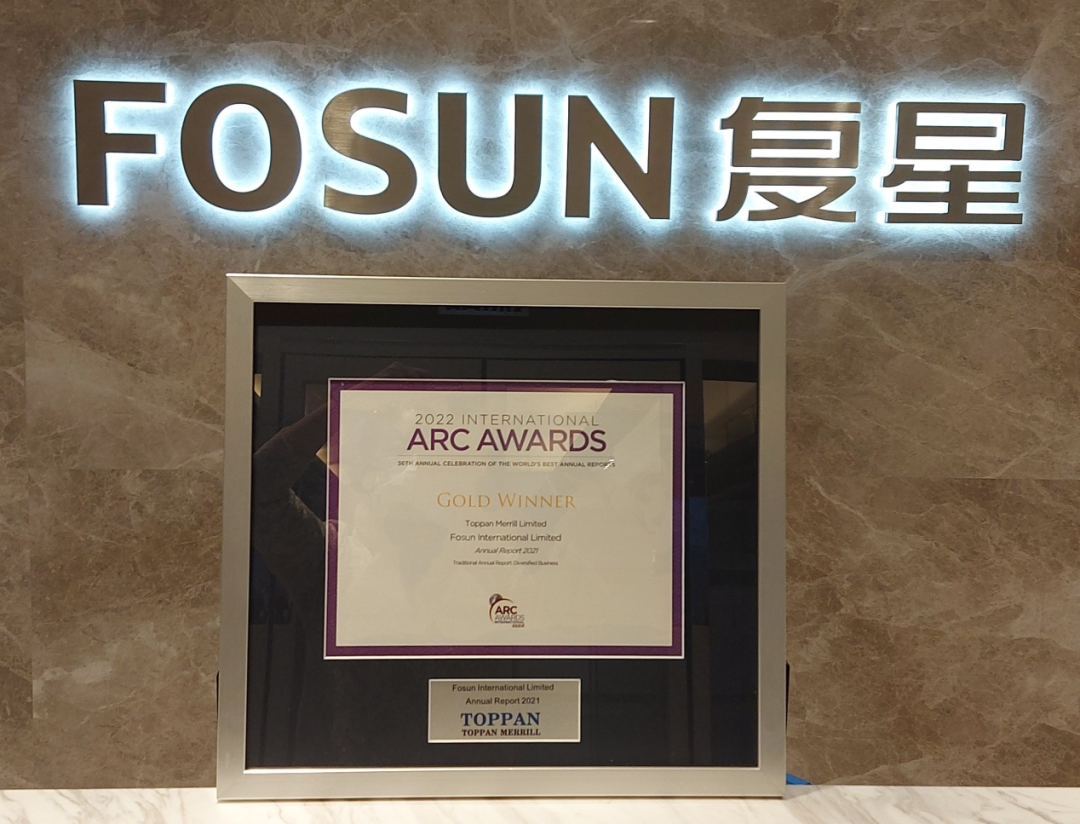 FOSUN 复星
2022 INTERNATIONAL
ARC AWARDS
36TH ANNUAL CELEBRATION OF THE WORLD'S BEST ANNUAL REPORTS
GOLD WINNER
Toppan Merrill Limited
Fosun International Limited
Annual Report 2021
Traditional Annual Report: Diversified Business
ARC
AWARDS
INTERNATIONAL
Fosun International Limited
Annual Report 2021
TOPPAN
TOPPAN MERRILL